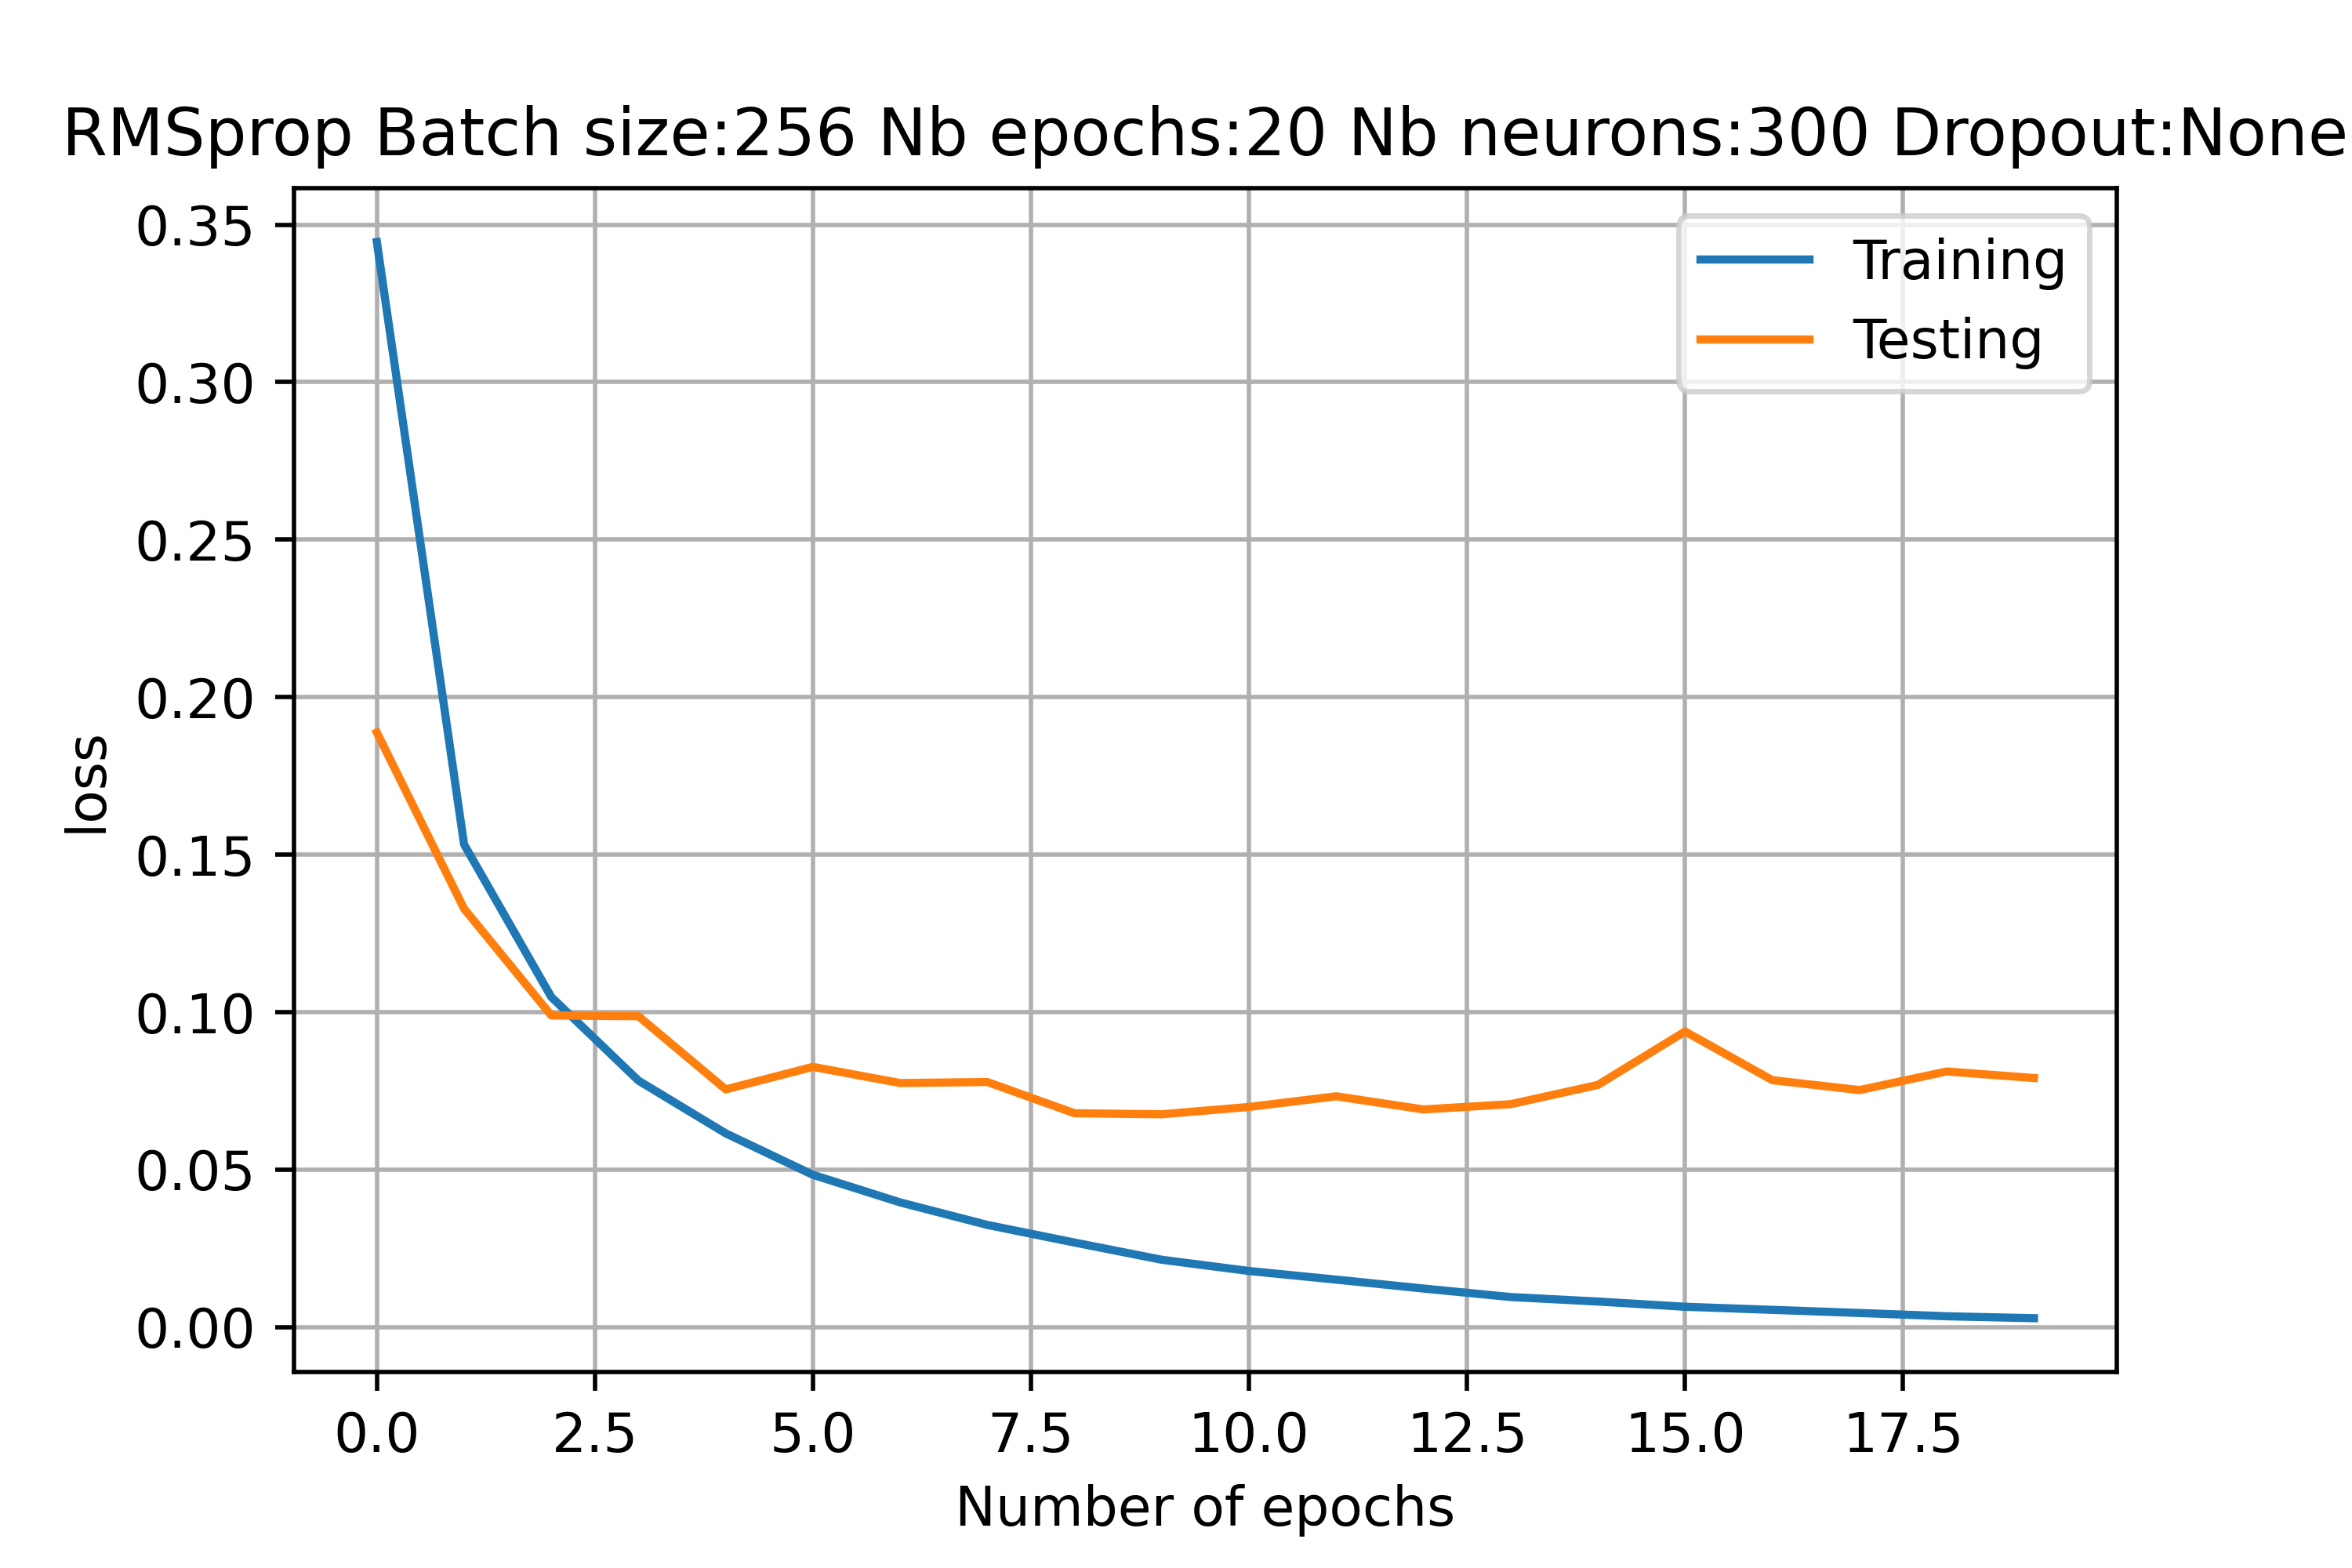 RMSprop Batch size:256 Nb epochs:20 Nb neurons:300 Dropout:None
0.35
0.30
0.25
0.20
0.15
0.10
0.05
0.00
loss
Training
Testing
0.0 2.5 5.0 7.5 10.0 12.5 15.0 17.5
Number of epochs